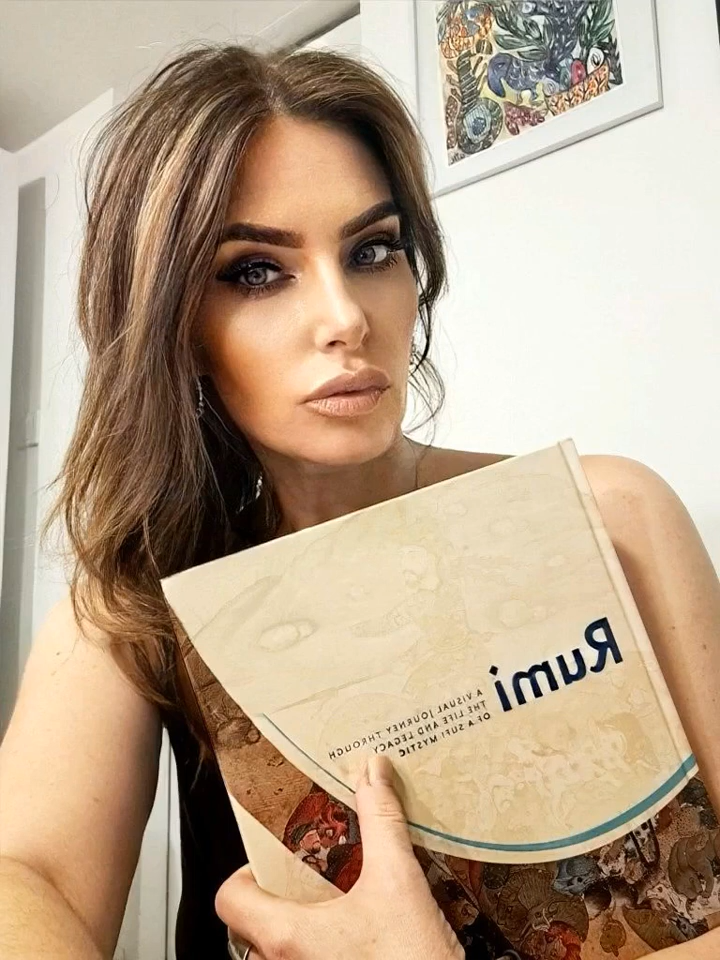 Rumi
A VISUAL JOURNEY THROUGH
THE LIFE AND LEGACY
OF A SUFI MYSTIC